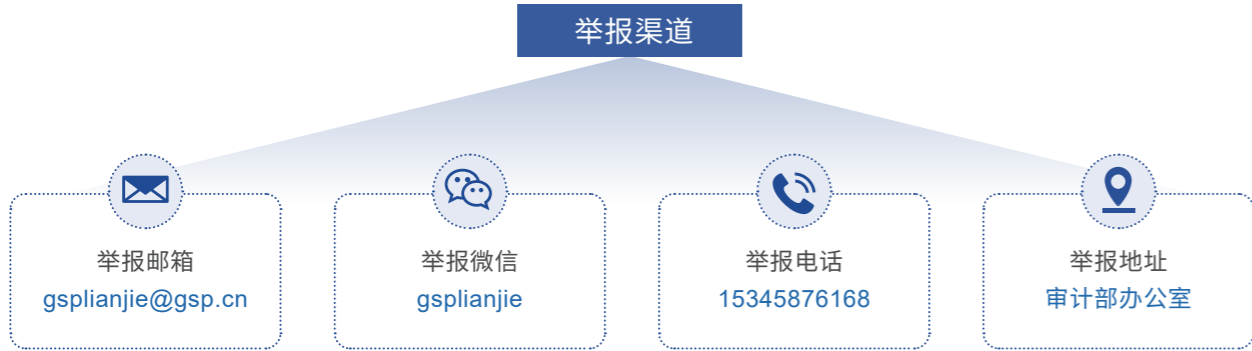 举报渠道
举报邮箱
gsplianjie@gsp.cn
举报微信
gsplianjie
举报电话
15345876168
举报地址
审计部办公室